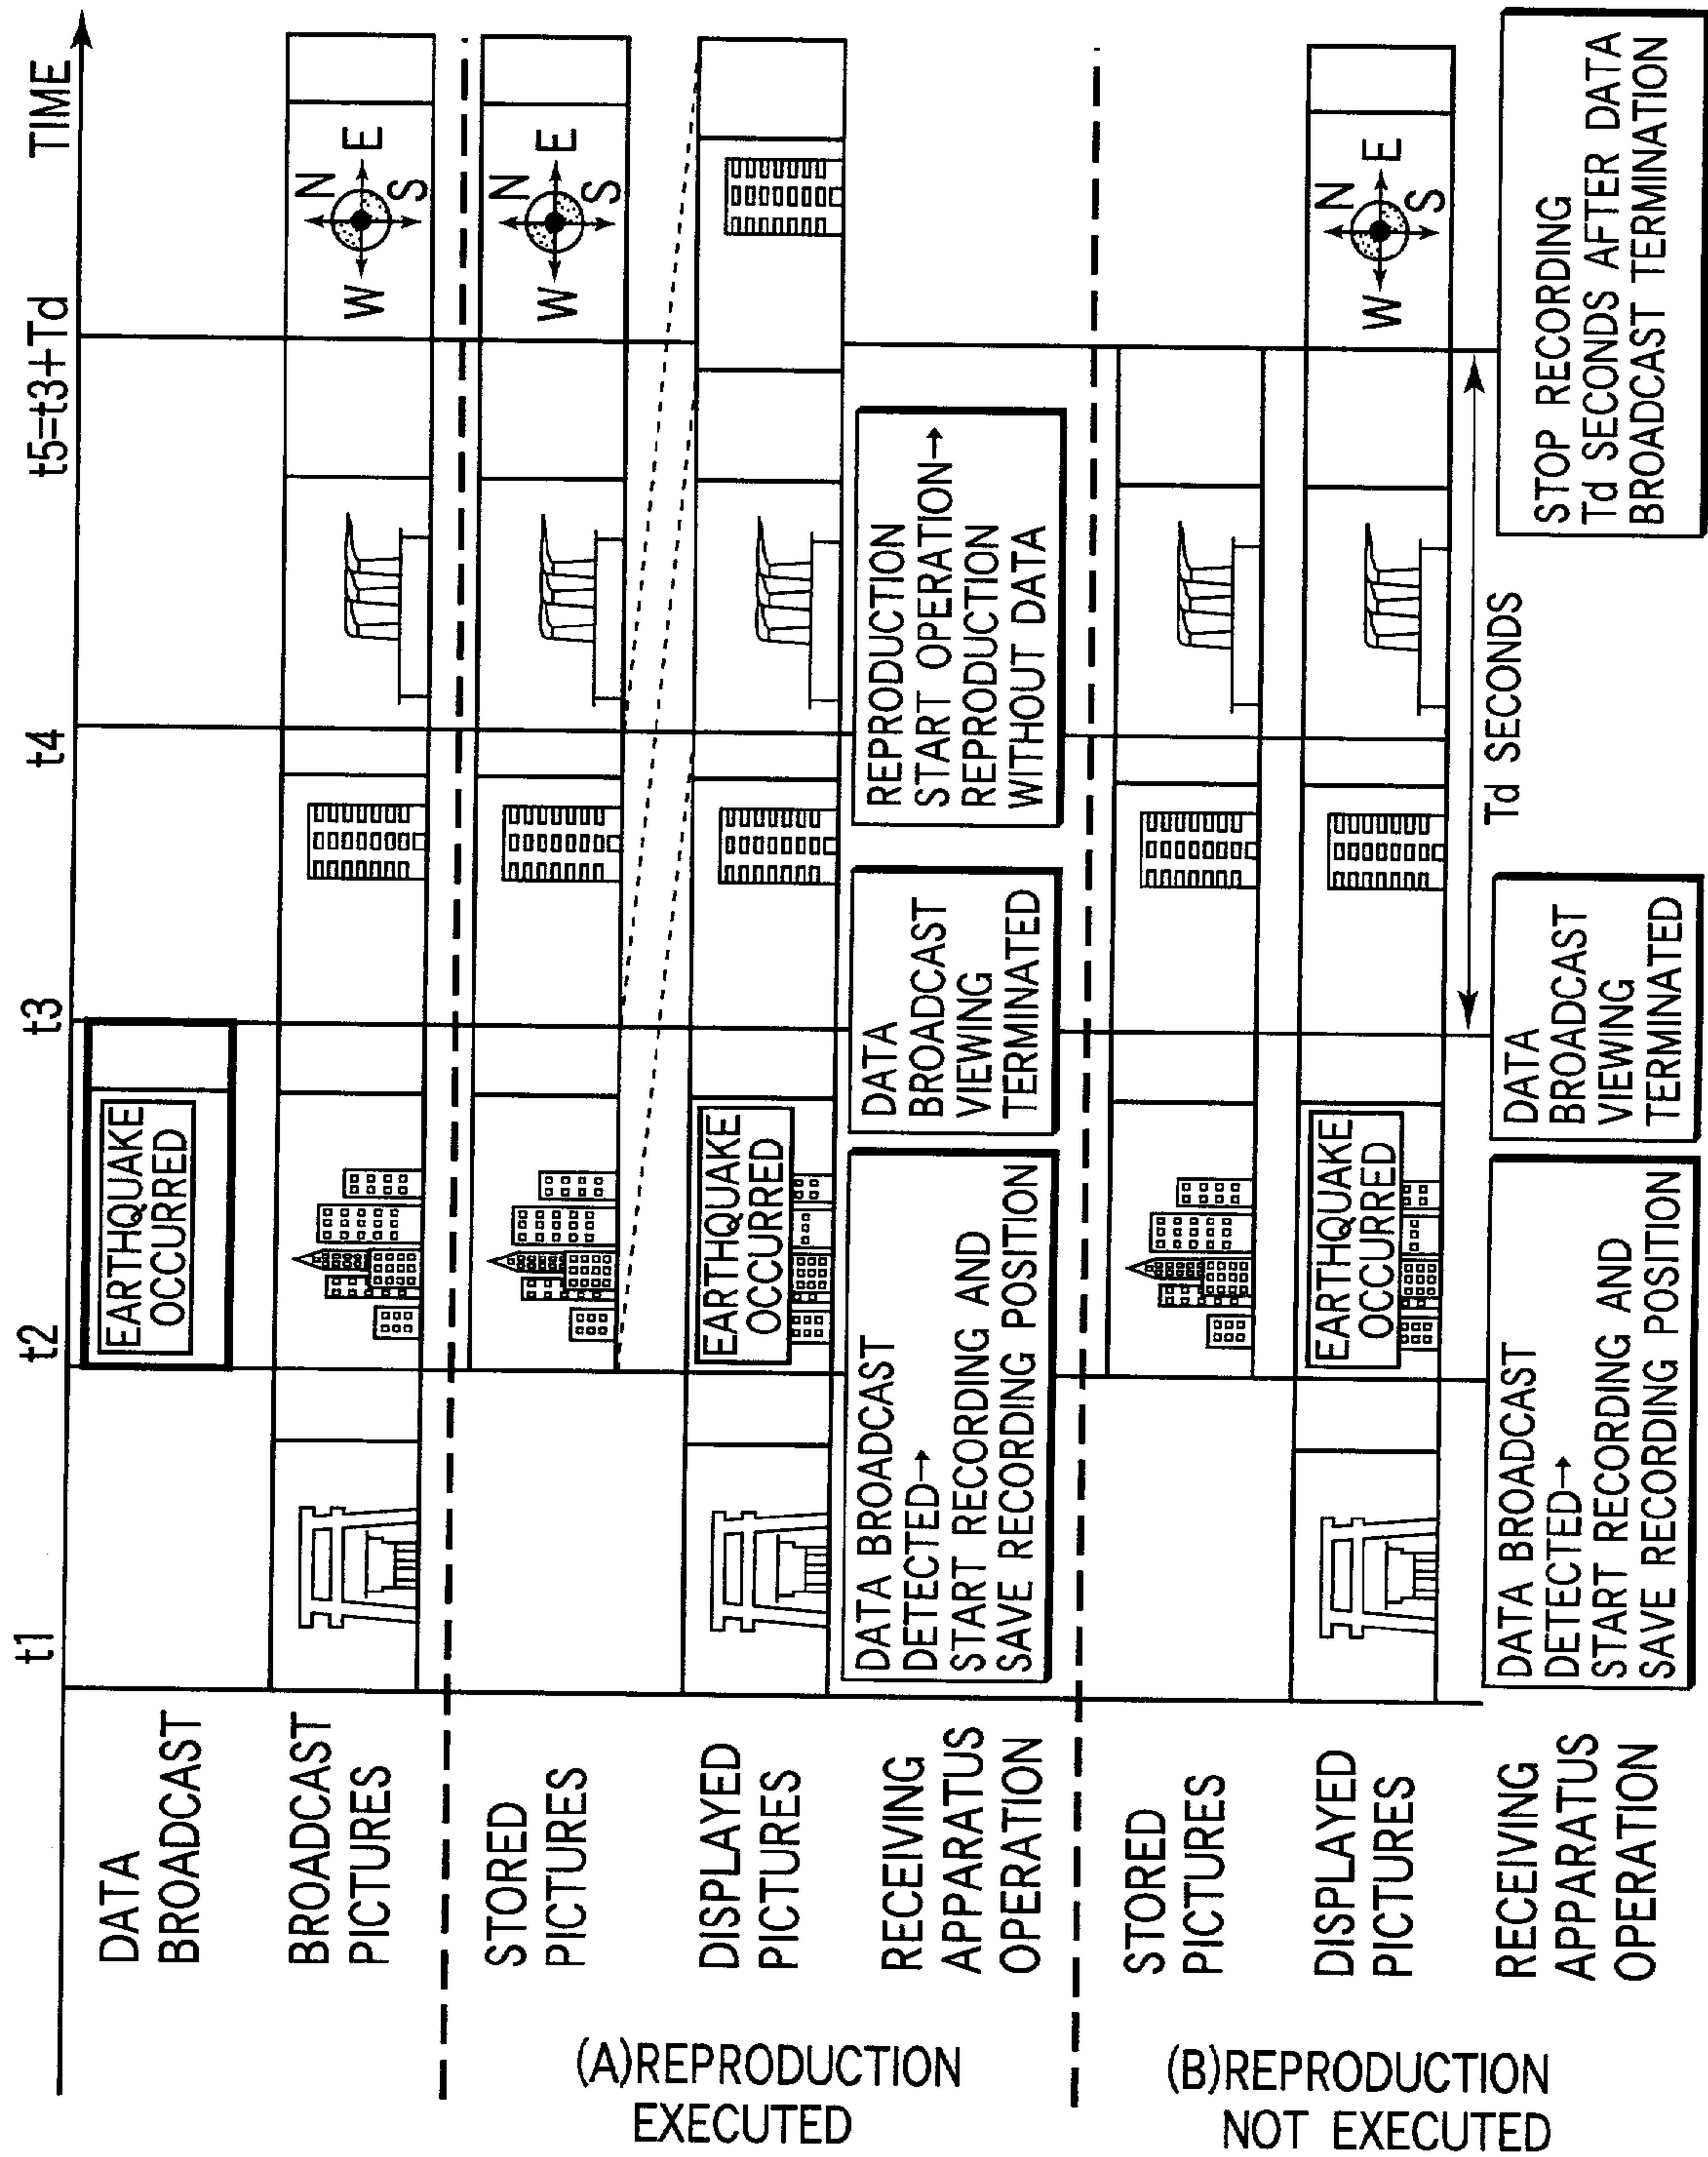 t1
t2
t3
t4
t5=t3+Td
TIME
DATA
BROADCAST
EARTHQUAKE
OCCURRED
BROADCAST
PICTURES
N
W
E
S
(A)REPRODUCTION
EXECUTED
STORED
PICTURES
N
W
E
S
DISPLAYED
PICTURES
EARTHQUAKE
OCCURRED
RECEIVING
APPARATUS
OPERATION
DATA BROADCAST
DETECTED→
START RECORDING AND
SAVE RECORDING POSITION
DATA
BROADCAST
VIEWING
TERMINATED
REPRODUCTION
START OPERATION→
REPRODUCTION
WITHOUT DATA
(B)REPRODUCTION
NOT EXECUTED
STORED
PICTURES
DISPLAYED
PICTURES
EARTHQUAKE
OCCURRED
N
W
E
S
Td SECONDS
RECEIVING
APPARATUS
OPERATION
DATA BROADCAST
DETECTED→
START RECORDING AND
SAVE RECORDING POSITION
DATA
BROADCAST
VIEWING
TERMINATED
STOP RECORDING
Td SECONDS AFTER DATA
BROADCAST TERMINATION